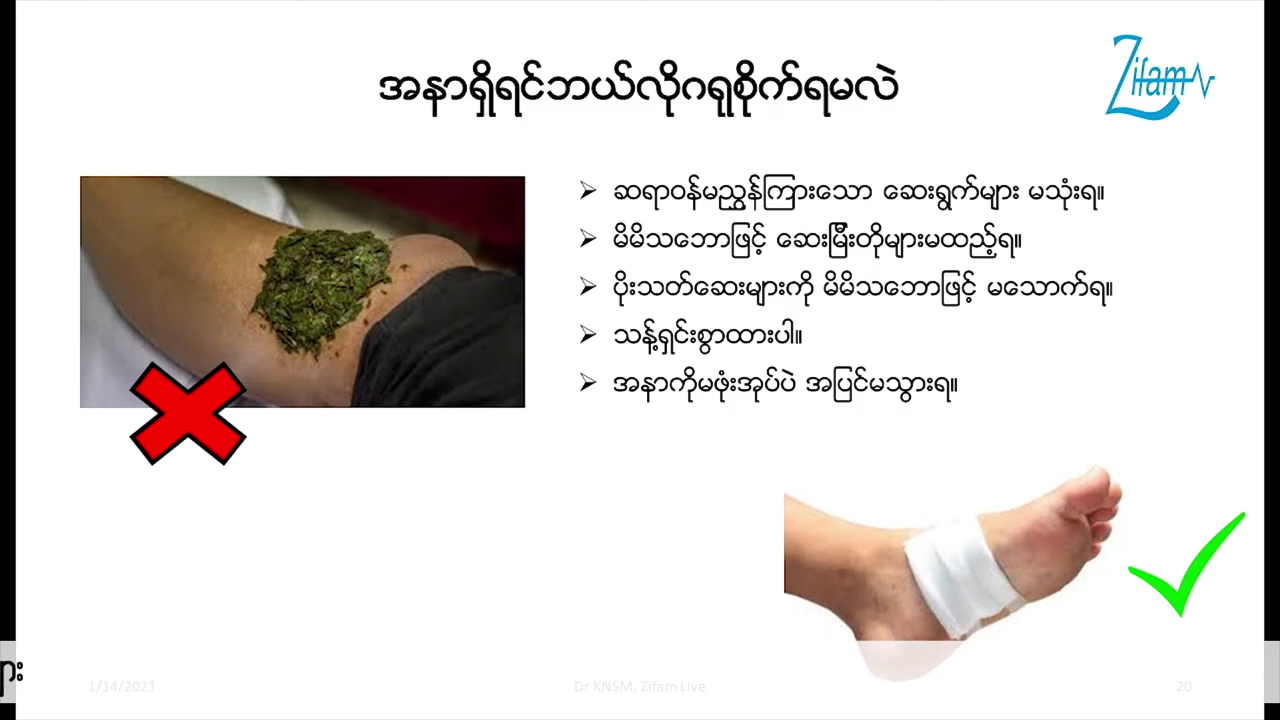 Zifam
အနာရှိရင်ဘယ်လိုဂရုစိုက်ရမလဲ
➢ ဆရာဝန်မညွှန်ကြားသော ဆေးရွက်များ မသုံးရ။
➢ မိမိသဘောဖြင့် ဆေးမြီးတိုများမထည့်ရ။
➢ ပိုးသတ်ဆေးများကို မိမိသဘောဖြင့် မသောက်ရ။
➢ သန့်ရှင်းစွာထားပါ။
➢ အနာကိုမဖုံးအုပ်ပဲ အပြင်မသွားရ။
1/14/2021
Dr KNSM, Zifam Live
20